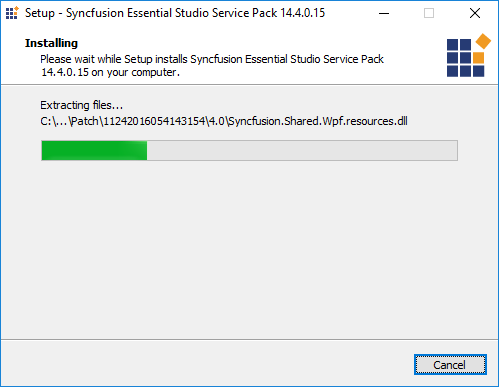 Setup - Syncfusion Essential Studio Service Pack 14.4.0.15
Installing
Please wait while Setup installs Syncfusion Essential Studio Service Pack
14.4.0.15 on your computer.
Extracting files...
C:\...\Patch\11242016054143154\4.0\Syncfusion.Shared.Wpf.resources.dll
Cancel